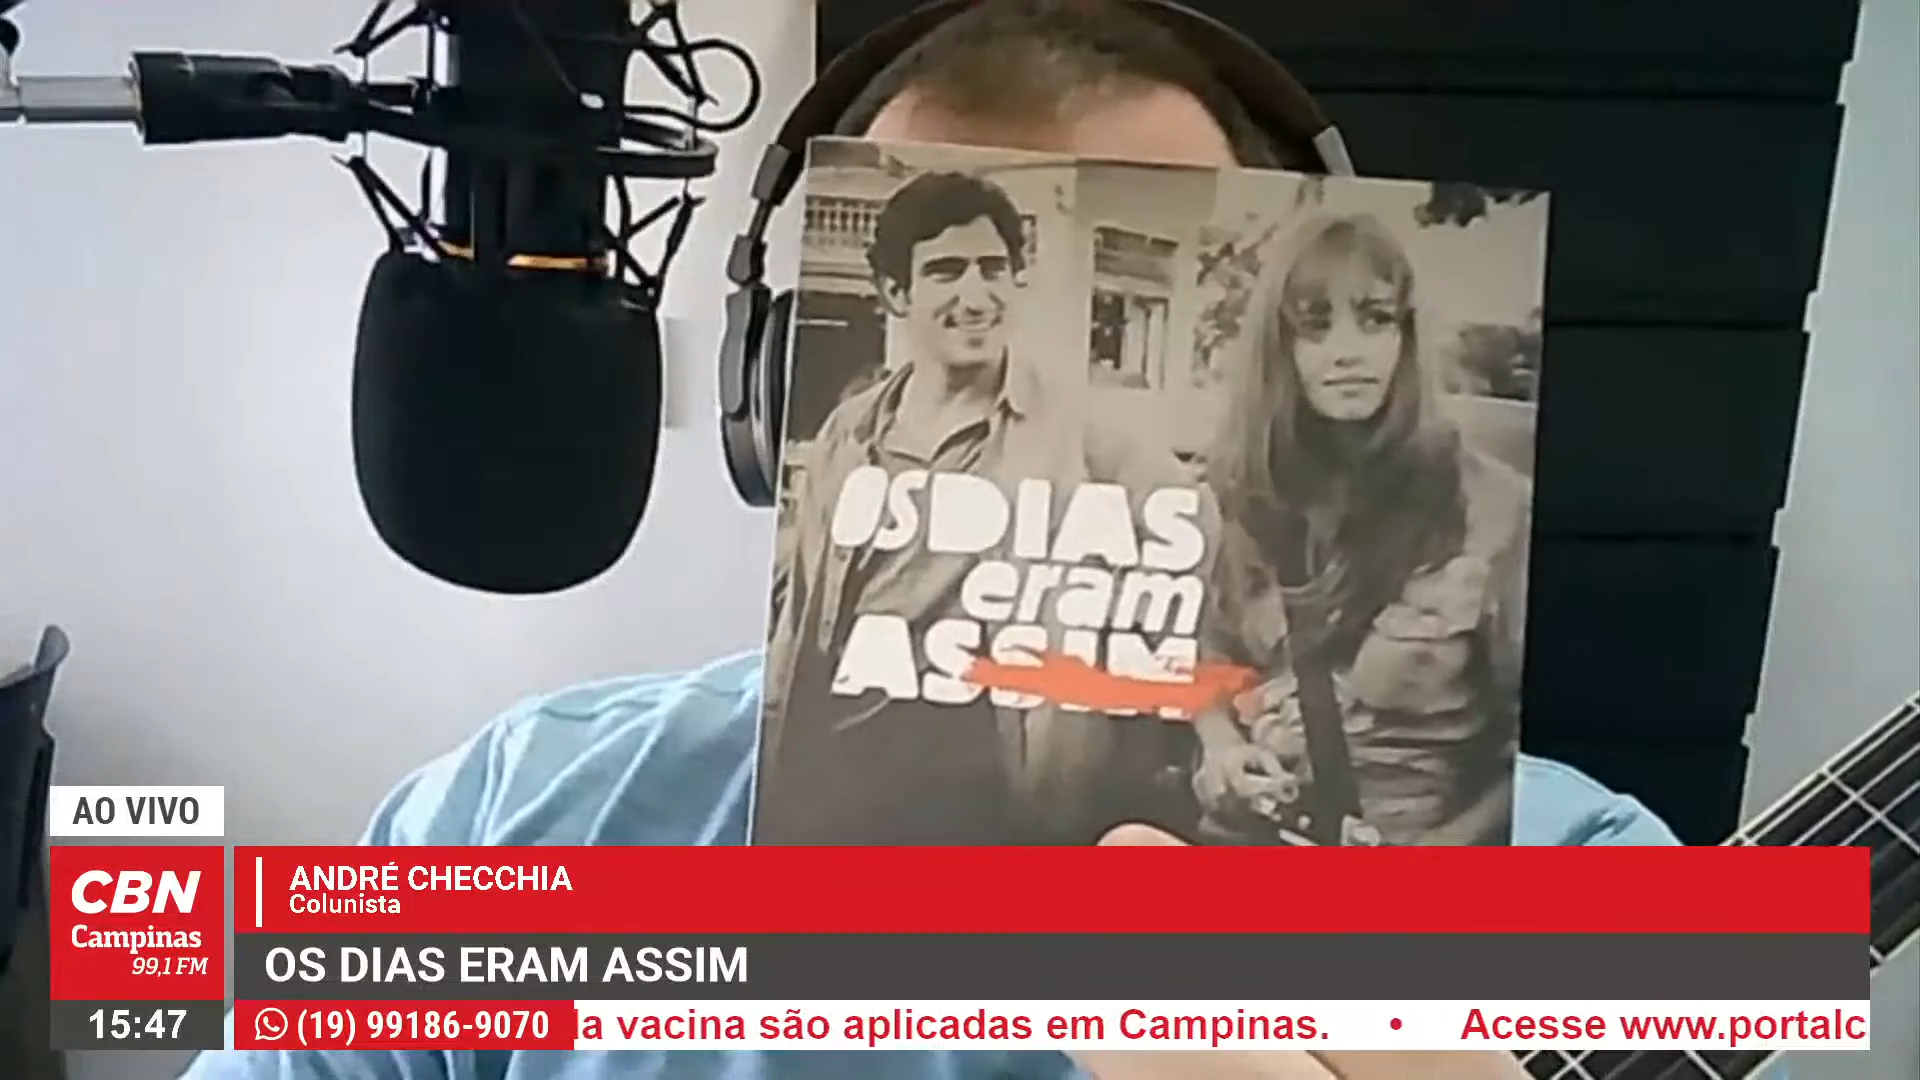 OS DIAS
eram
ASSIM
AO VIVO
CBN
Campinas
99,1 FM
15:47
ANDRÉ CHECCHIA
Colunista
OS DIAS ERAM ASSIM
(19) 99186-9070
la vacina são aplicadas em Campinas. • Acesse www.portalc